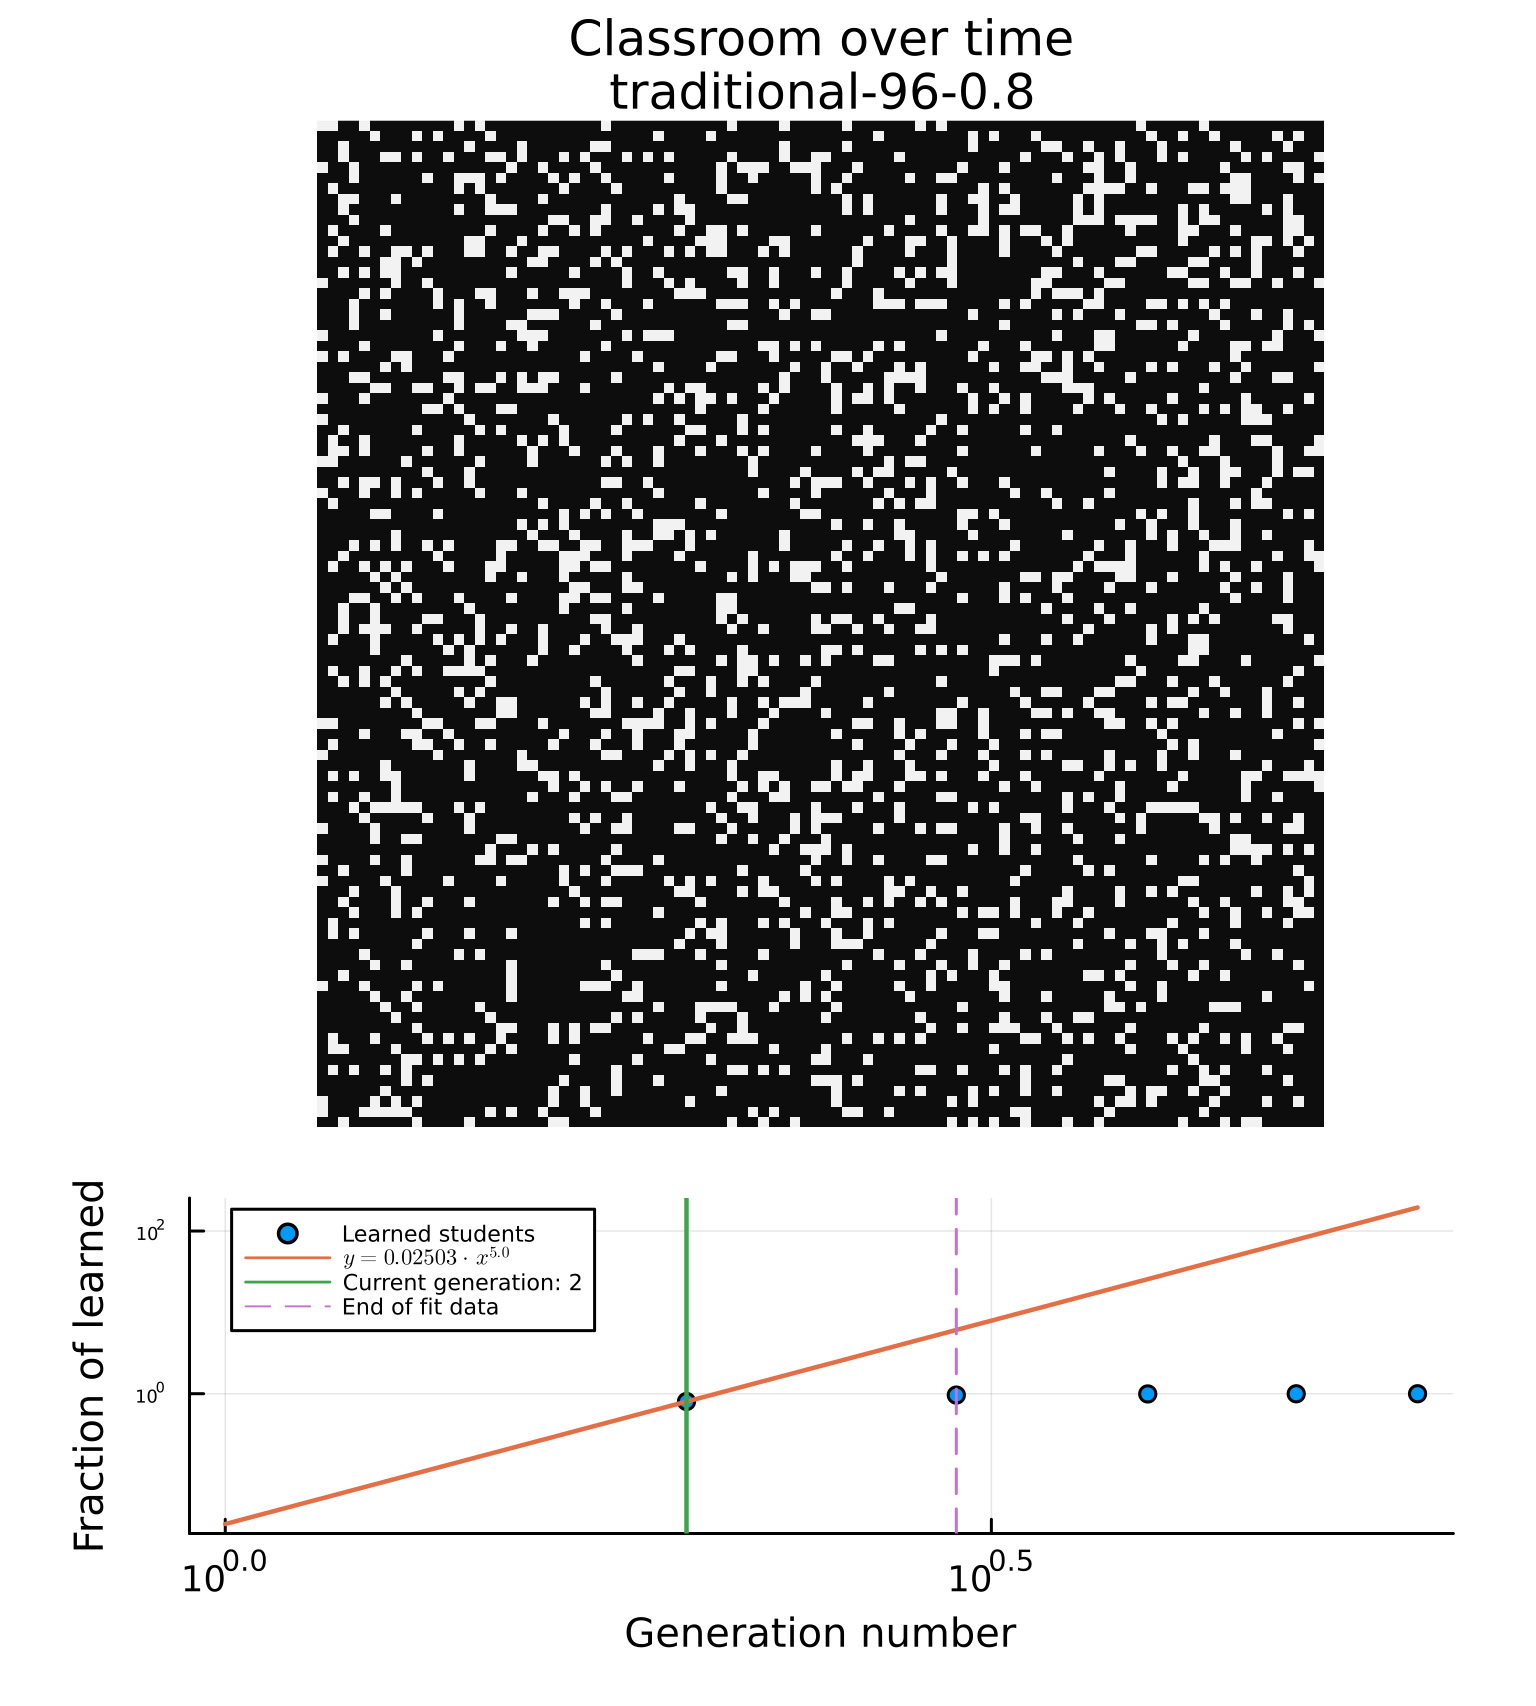 Classroom over time
traditional-96-0.8
Fraction of learned
10^2
10^0
Learned students
y = 0.02503 · x^5.0
Current generation: 2
End of fit data
10^0.0
10^0.5
Generation number